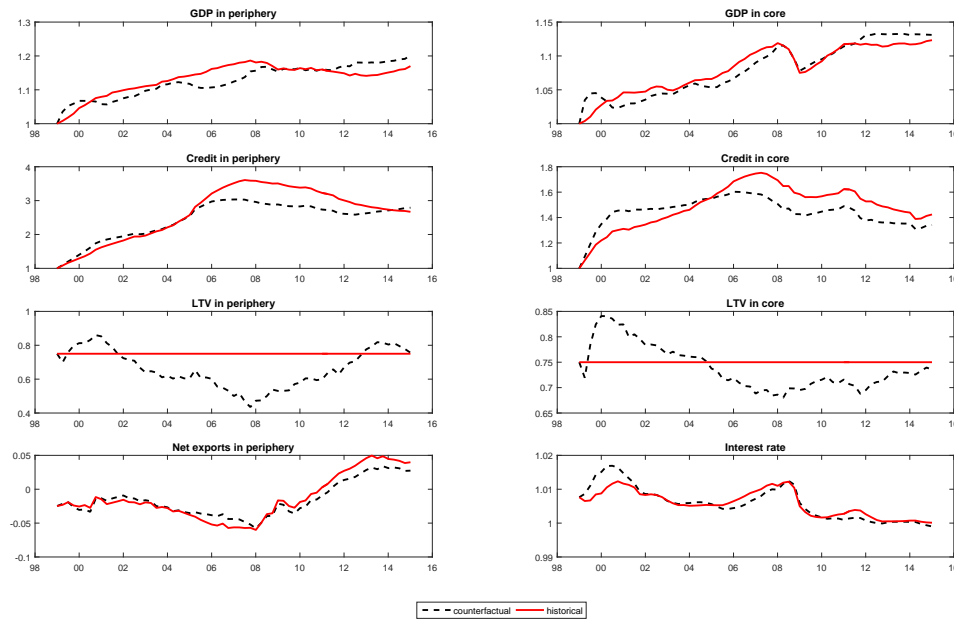 GDP in periphery
1.3
1.2
1.1
1
98 00 02 04 06 08 10 12 14 16
GDP in core
1.15
1.1
1.05
1
98 00 02 04 06 08 10 12 14 16
Credit in periphery
4
3
2
1
98 00 02 04 06 08 10 12 14 16
Credit in core
1.8
1.6
1.4
1.2
1
98 00 02 04 06 08 10 12 14 16
LTV in periphery
1
0.8
0.6
0.4
98 00 02 04 06 08 10 12 14 16
LTV in core
0.85
0.8
0.75
0.7
0.65
98 00 02 04 06 08 10 12 14 16
Net exports in periphery
0.05
0
-0.05
-0.1
98 00 02 04 06 08 10 12 14 16
Interest rate
1.02
1.01
1
0.99
98 00 02 04 06 08 10 12 14 16
counterfactual historical